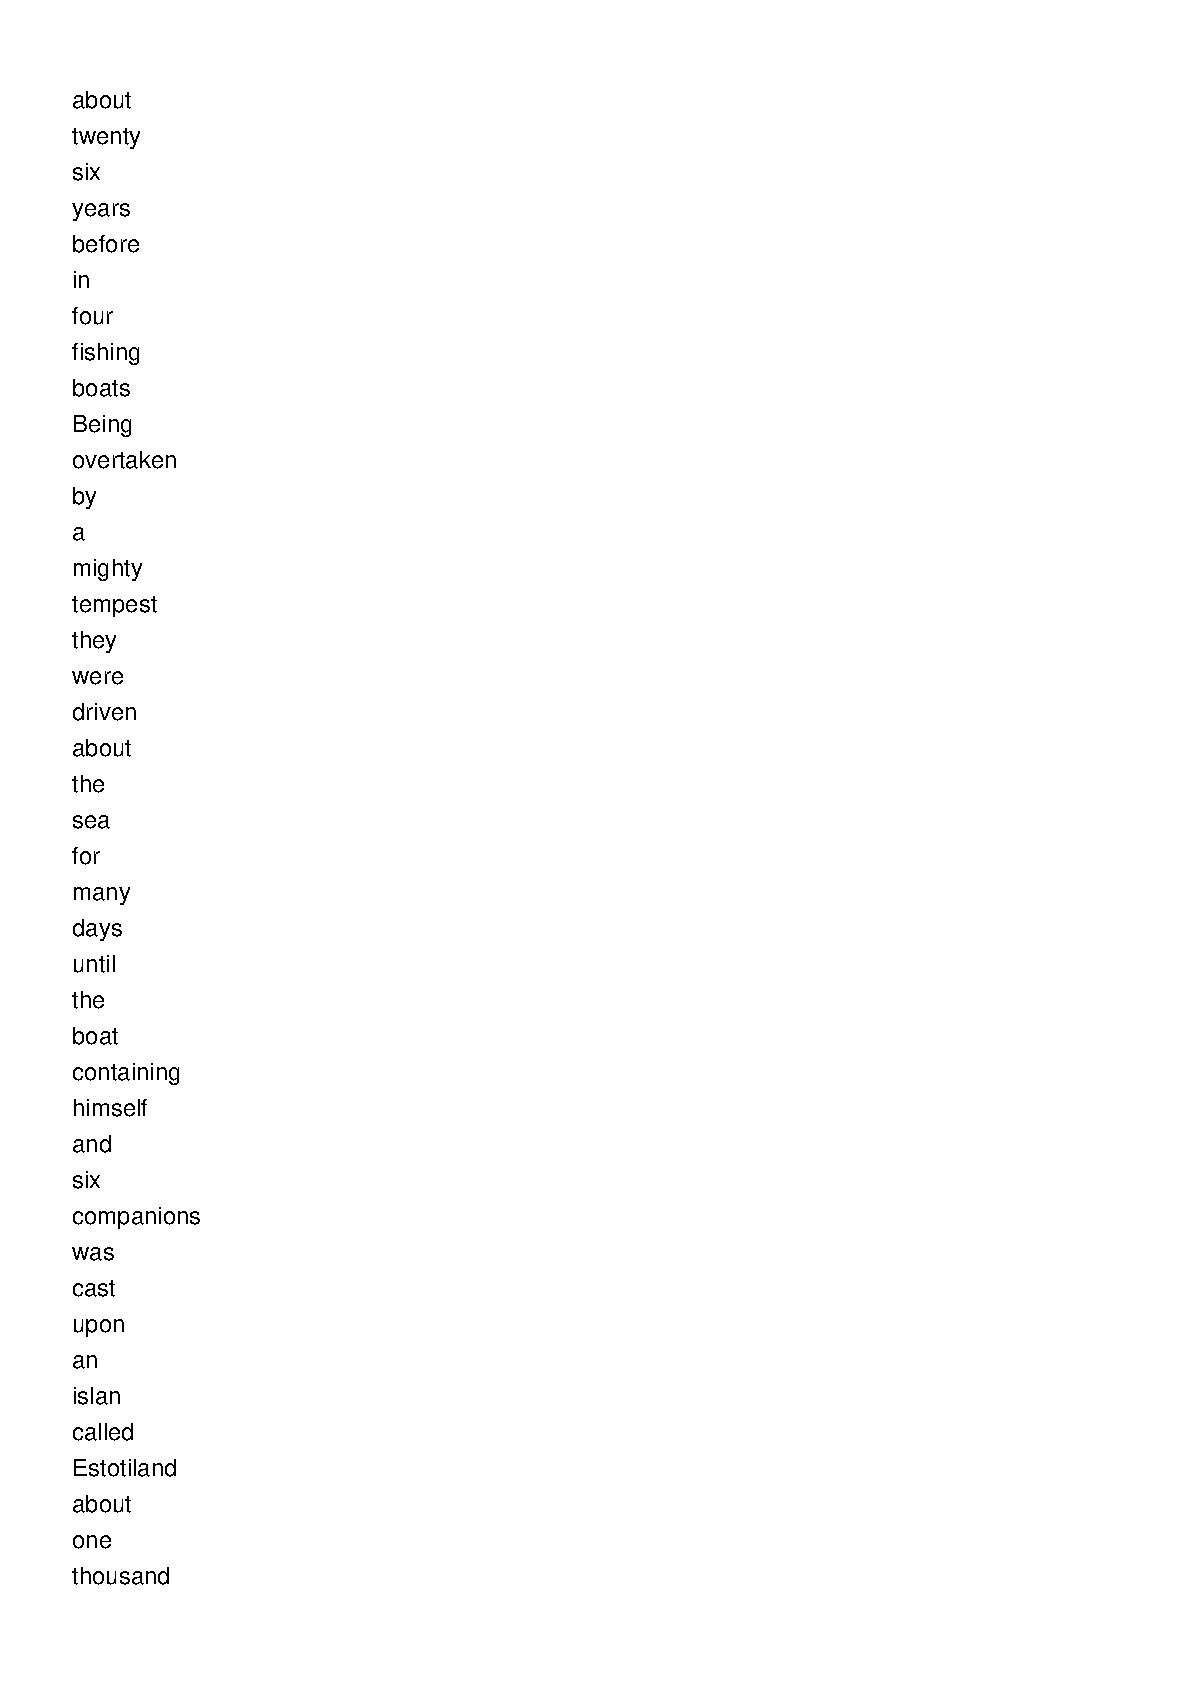 about
twenty
six
years
before
in
four
fishing
boats
Being
overtaken
by
a
mighty
tempest
they
were
driven
about
the
sea
for
many
days
until
the
boat
containing
himself
and
six
companions
was
cast
upon
an
islan
called
Estotiland
about
one
thousand